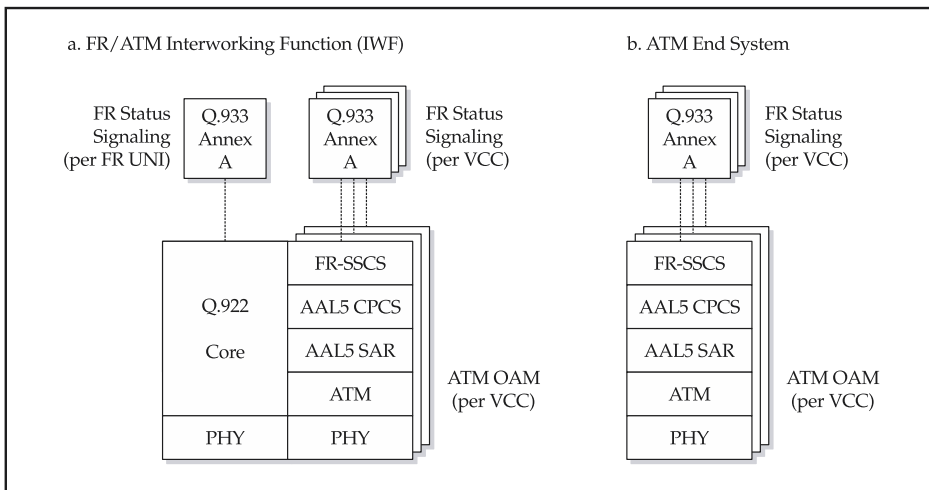 a. FR/ATM Interworking Function (IWF)
b. ATM End System
FR Status
Signaling
(per FR UNI)
Q.933
Annex
A
Q.933
Annex
A
FR Status
Signaling
(per VCC)
Q.933
Annex
A
FR Status
Signaling
(per VCC)
Q.922
Core
PHY
FR-SSCS
AAL5 CPCS
AAL5 SAR
ATM
PHY
ATM OAM
(per VCC)
FR-SSCS
AAL5 CPCS
AAL5 SAR
ATM
PHY
ATM OAM
(per VCC)